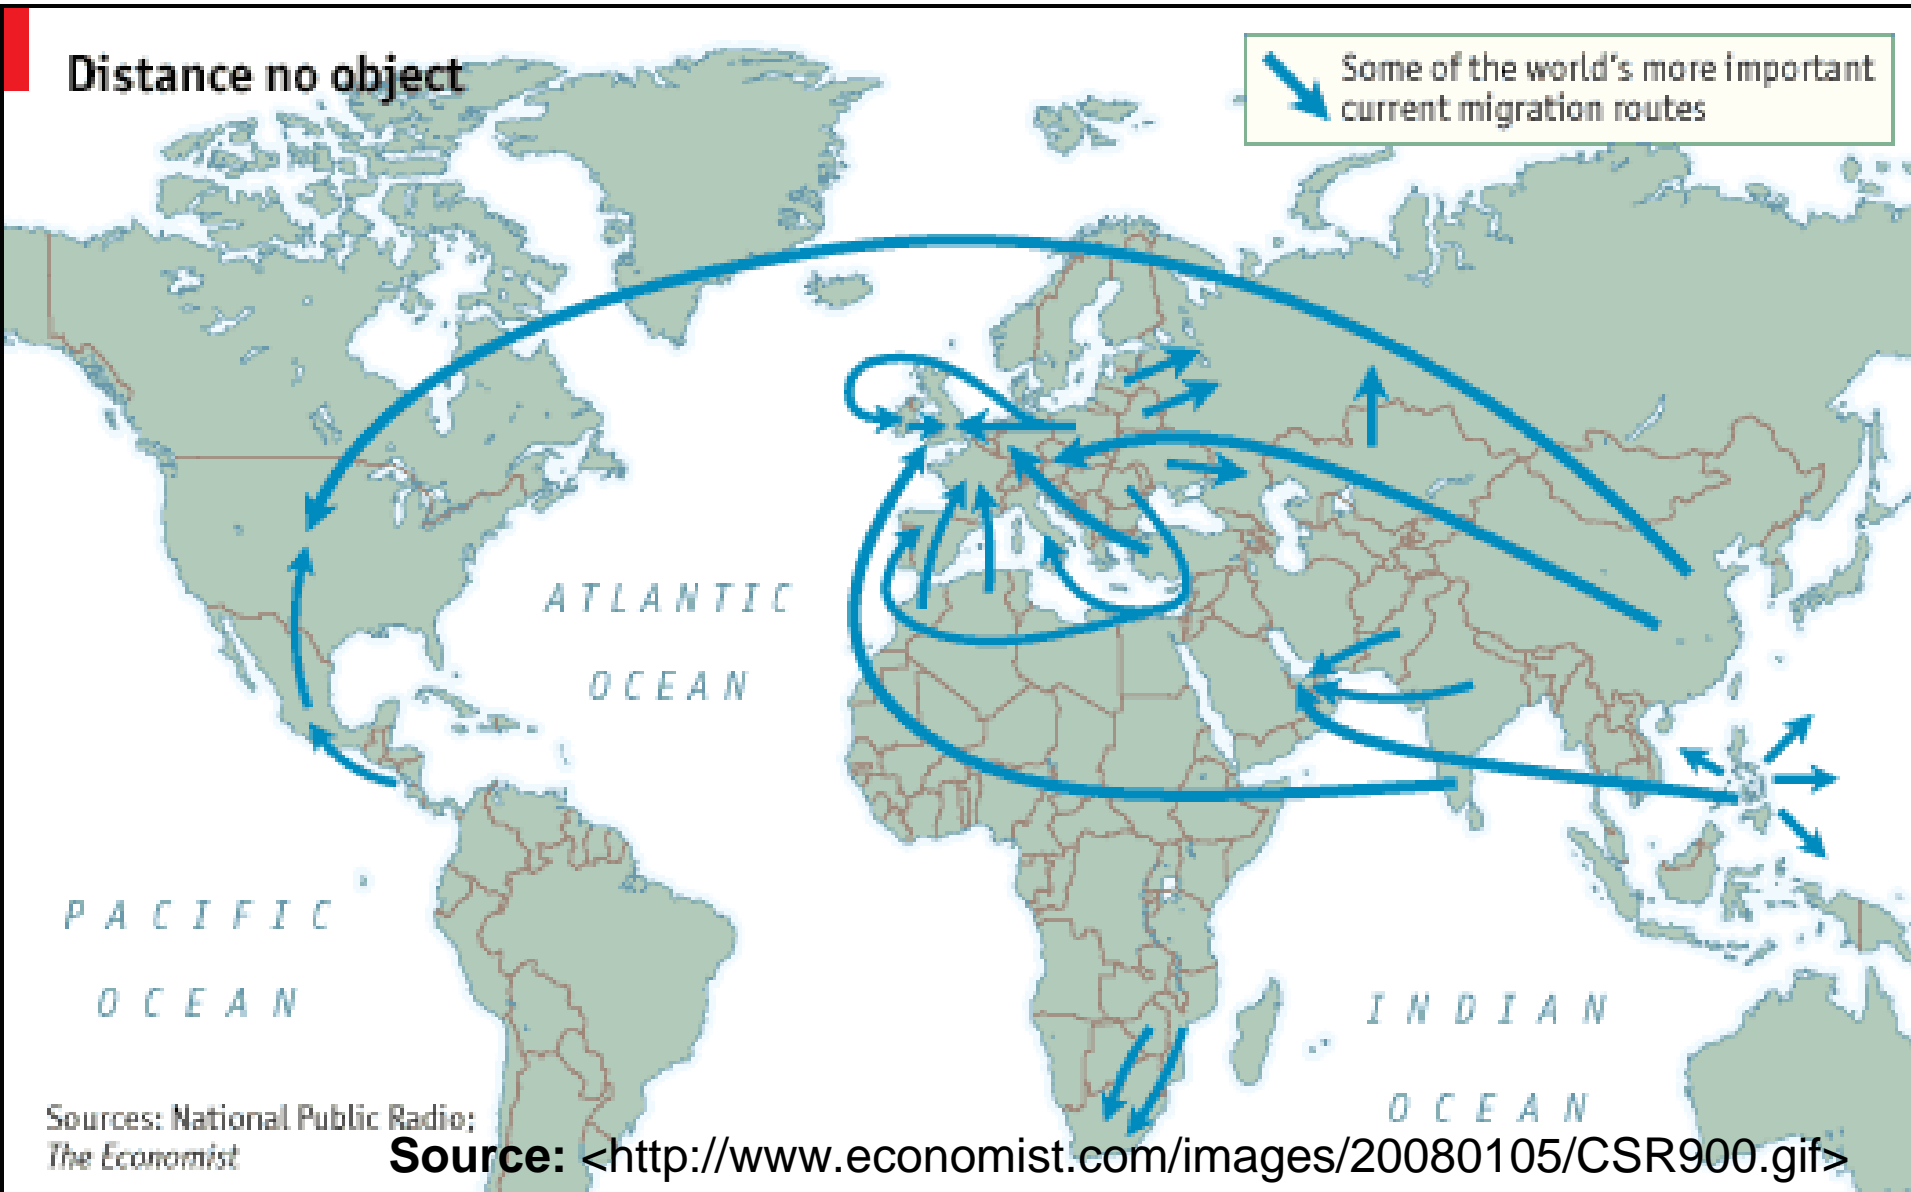 Distance no object
Some of the world's more important
current migration routes
ATLANTIC
OCEAN
PACIFIC
OCEAN
INDIAN
OCEAN
Sources: National Public Radio;
The Economist
Source: <http://www.economist.com/images/20080105/CSR900.gif>